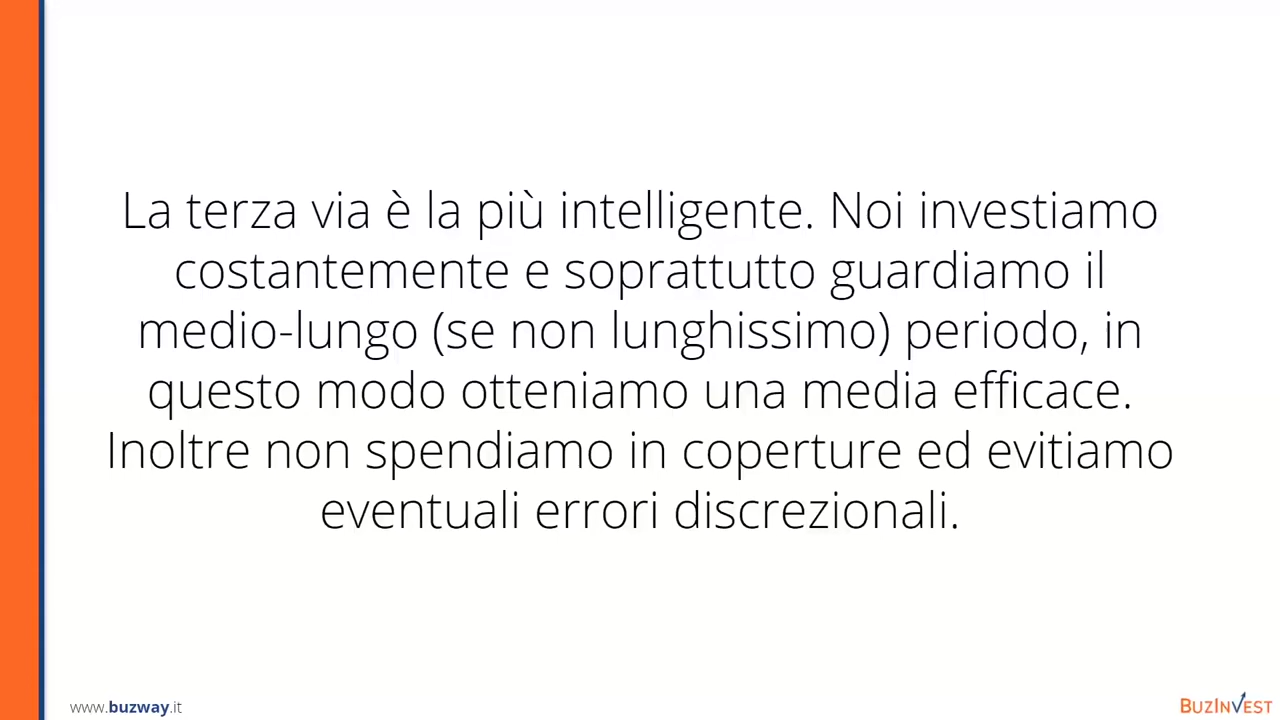 La terza via è la più intelligente. Noi investiamo
costantemente e soprattutto guardiamo il
medio-lungo (se non lunghissimo) periodo, in
questo modo otteniamo una media efficace.
Inoltre non spendiamo in coperture ed evitiamo
eventuali errori discrezionali.
www.buzway.it
BUZINVEST